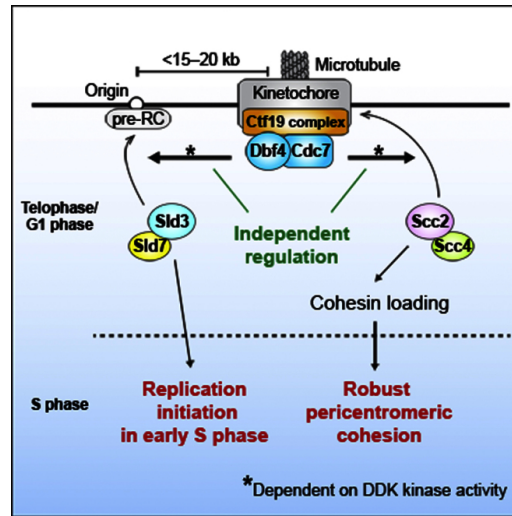 <15–20 kb
Microtubule
Origin
Kinetochore
pre-RC
Ctf19 complex
*
Dbf4
Cdc7
*
Telophase/
G1 phase
Sld3
Sld7
Independent
regulation
Scc2
Scc4
Cohesin loading
S phase
Replication
initiation
in early S phase
Robust
pericentromeric
cohesion
*Dependent on DDK kinase activity